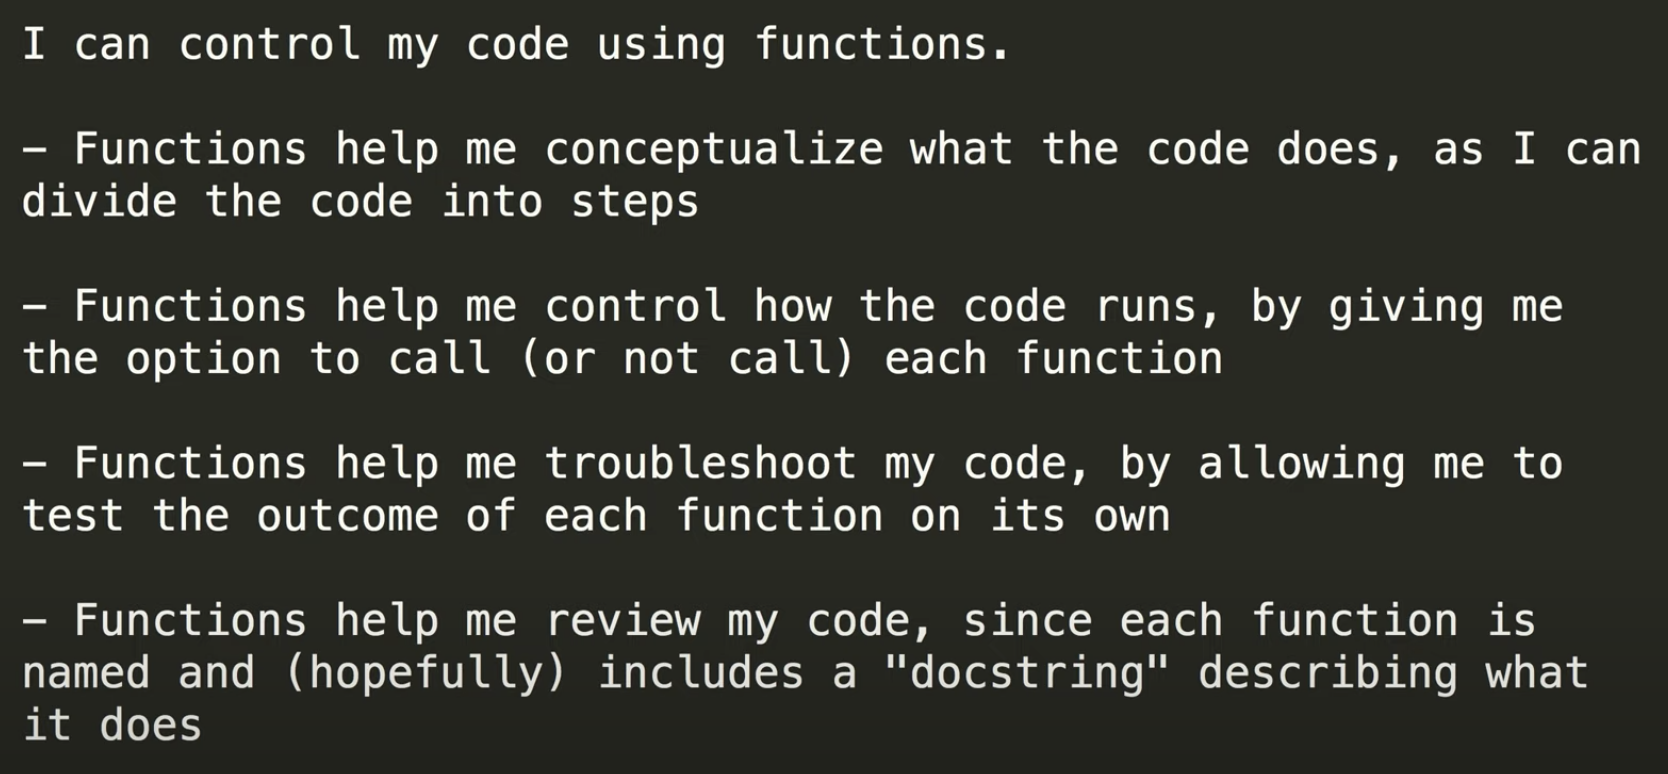 I can control my code using functions.
– Functions help me conceptualize what the code does, as I can
divide the code into steps
– Functions help me control how the code runs, by giving me
the option to call (or not call) each function
– Functions help me troubleshoot my code, by allowing me to
test the outcome of each function on its own
– Functions help me review my code, since each function is
named and (hopefully) includes a "docstring" describing what
it does